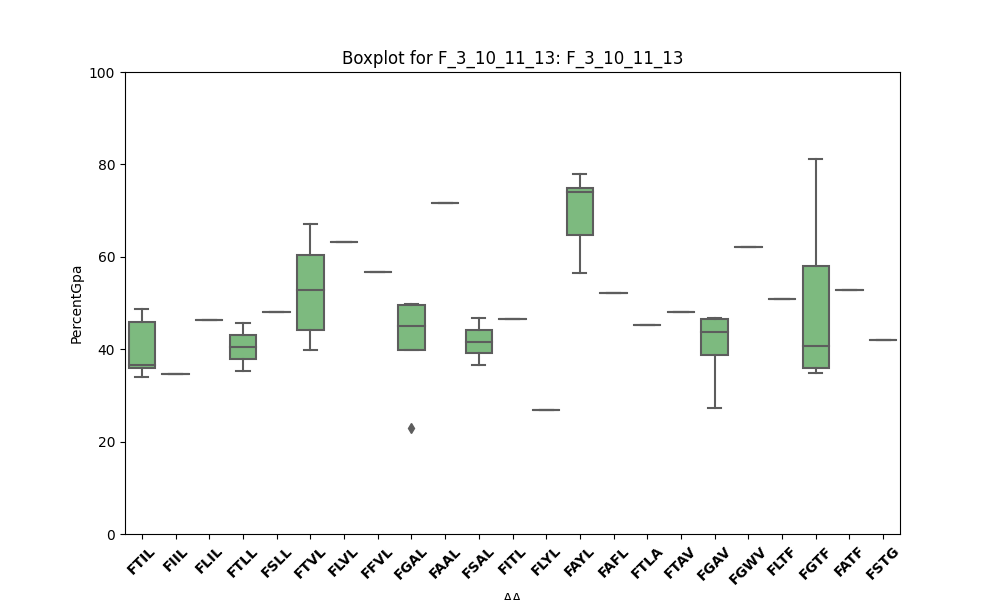 Boxplot for F_3_10_11_13: F_3_10_11_13
100
80
60
40
20
0
PercentGpa
FTIL
FIIL
FLIL
FTLL
FSLL
FTVL
FLVL
FFVL
FGAL
FAAL
FSAL
FITL
FLYL
FAYL
FAFL
FTLA
FTAV
FGAV
FGWV
FLTF
FGTF
FATF
FSTG
AA